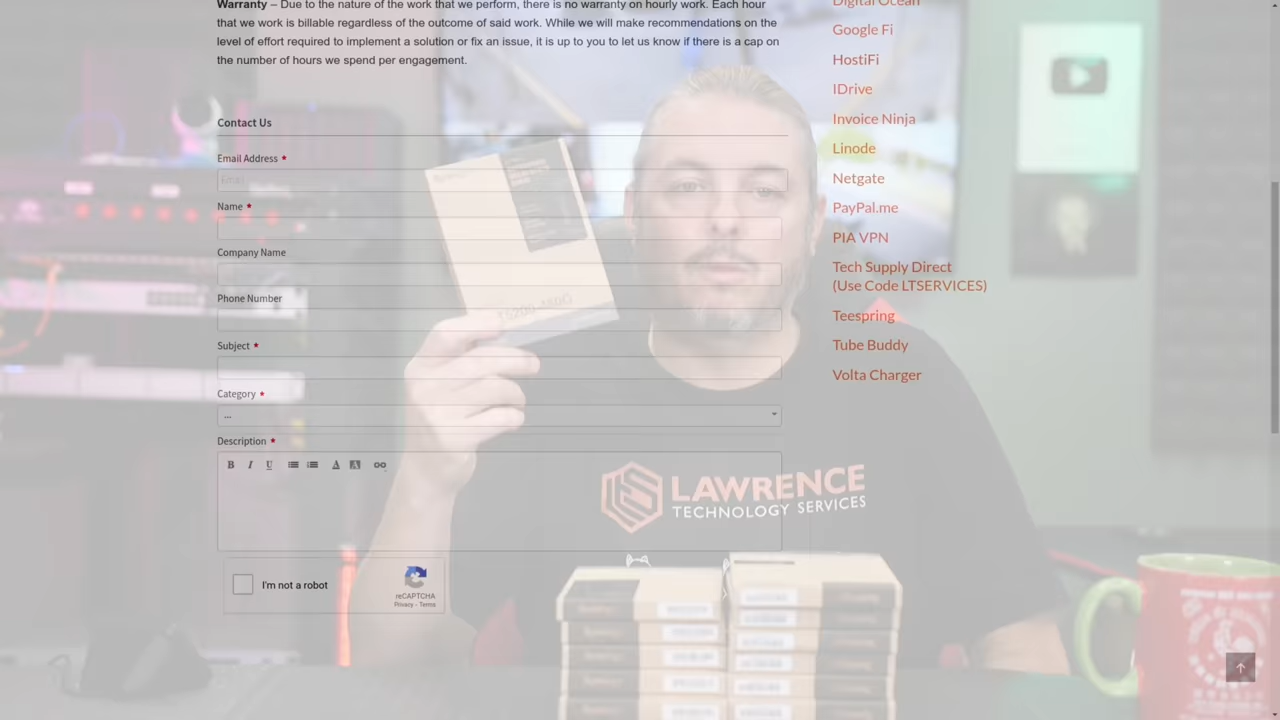 Warranty – Due to the nature of the work that we perform, there is no warranty on hourly work. Each hour
that we work is billable regardless of the outcome of said work. While we will make recommendations on the
level of effort required to implement a solution or fix an issue, it is up to you to let us know if there is a cap on
the number of hours we spend per engagement.
Contact Us
Email Address *
Email
Name *
Company Name
Phone Number
Subject *
Category *
---
Description *
B I U A A
I'm not a robot
reCAPTCHA
Privacy - Terms
Digital Ocean
Google Fi
HostiFi
IDrive
Invoice Ninja
Linode
Netgate
PayPal.me
PIA VPN
Tech Supply Direct
(Use Code LTSERVICES)
Teespring
Tube Buddy
Volta Charger
LAWRENCE
TECHNOLOGY SERVICES